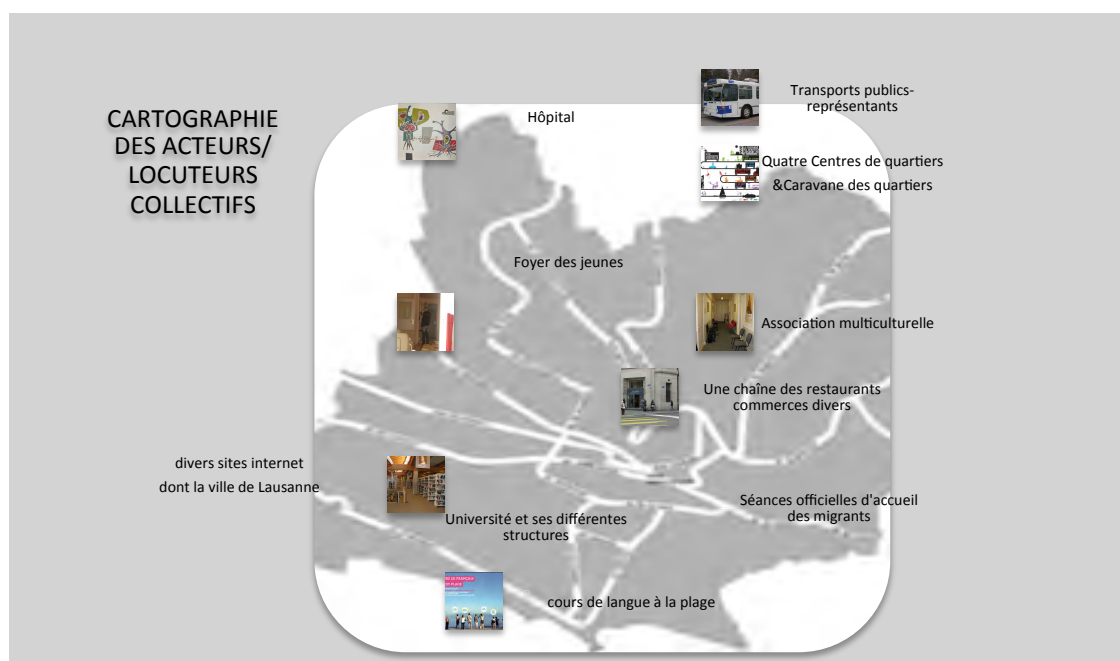 CARTOGRAPHIE
DES ACTEURS/
LOCUTEURS
COLLECTIFS
Hôpital
Transports publics-
représentants
Quatre Centres de quartiers
&Caravane des quartiers
Foyer des jeunes
Association multiculturelle
Une chaîne des restaurants
commerces divers
divers sites internet
dont la ville de Lausanne
Université et ses différentes
structures
Séances officielles d'accueil
des migrants
cours de langue à la plage